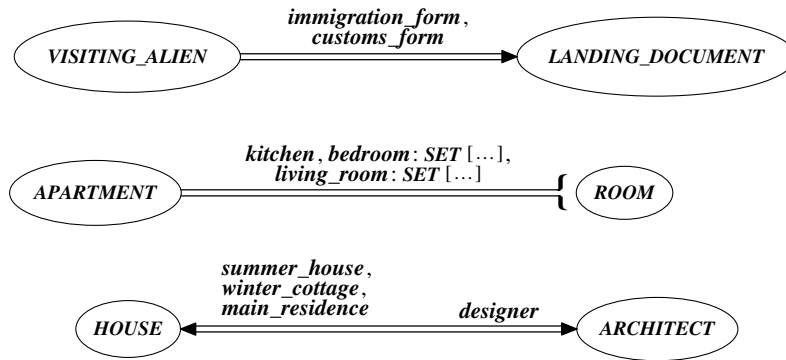 immigration_form,
customs_form
VISITING_ALIEN
LANDING_DOCUMENT
kitchen, bedroom: SET […],
living_room: SET […]
APARTMENT
{
{
ROOM
summer_house,
winter_cottage,
main_residence
designer
HOUSE
ARCHITECT